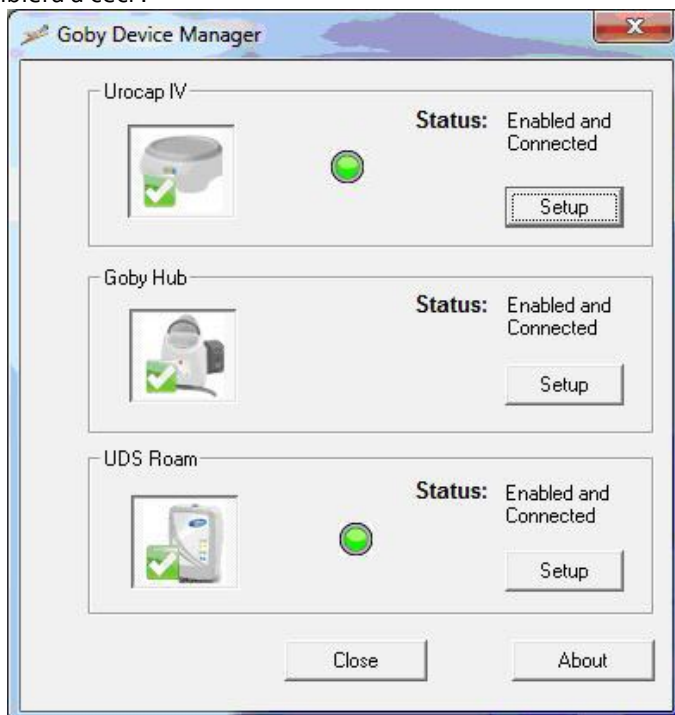 Goby Device Manager
Urocap IV
Status: Enabled and
Connected
Setup
Goby Hub
Status: Enabled and
Connected
Setup
UDS Roam
Status: Enabled and
Connected
Setup
Close About